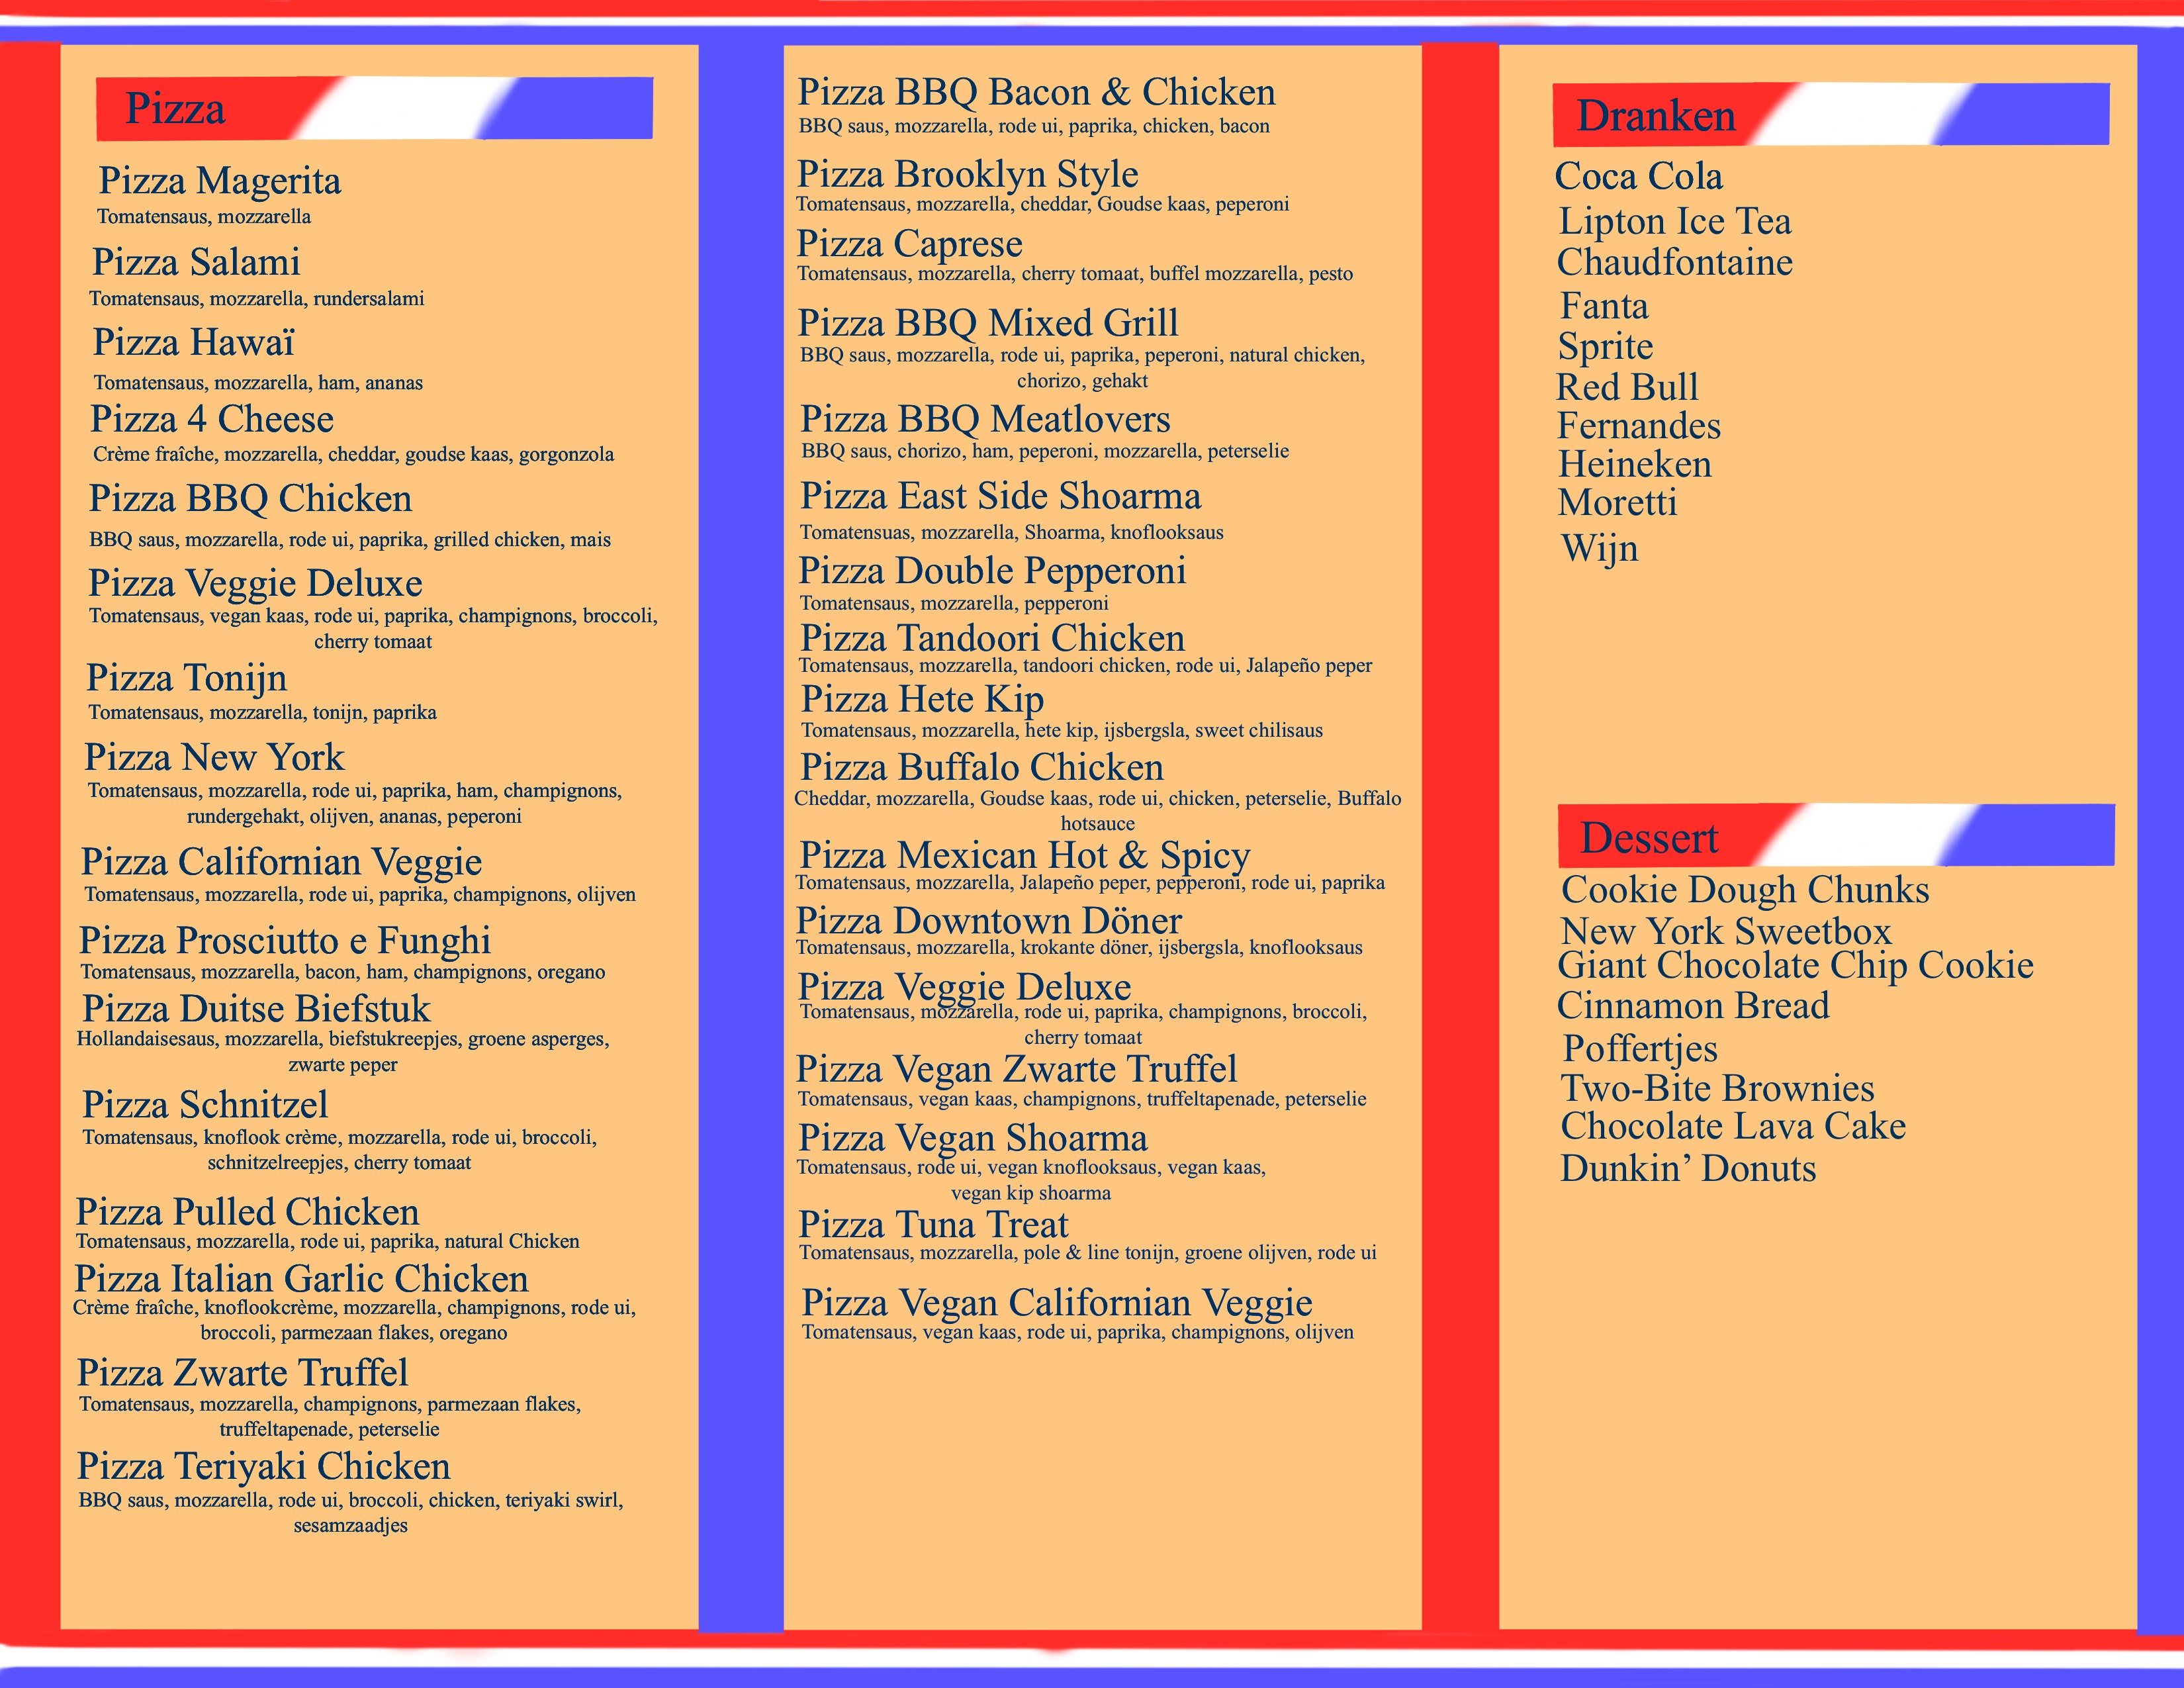 Pizza
Pizza Magerita
Tomatensaus, mozzarella
Pizza Salami
Tomatensaus, mozzarella, rundersalami
Pizza Hawaï
Tomatensaus, mozzarella, ham, ananas
Pizza 4 Cheese
Crème fraîche, mozzarella, cheddar, goudse kaas, gorgonzola
Pizza BBQ Chicken
BBQ saus, mozzarella, rode ui, paprika, grilled chicken, mais
Pizza Veggie Deluxe
Tomatensaus, vegan kaas, rode ui, paprika, champignons, broccoli,
cherry tomaat
Pizza Tonijn
Tomatensaus, mozzarella, tonijn, paprika
Pizza New York
Tomatensaus, mozzarella, rode ui, paprika, ham, champignons,
rundergehakt, olijven, ananas, peperoni
Pizza Californian Veggie
Tomatensaus, mozzarella, rode ui, paprika, champignons, olijven
Pizza Prosciutto e Funghi
Tomatensaus, mozzarella, bacon, ham, champignons, oregano
Pizza Duitse Biefstuk
Hollandaisesaus, mozzarella, biefstukreepjes, groene asperges,
zwarte peper
Pizza Schnitzel
Tomatensaus, knoflook crème, mozzarella, rode ui, broccoli,
schnitzelreepjes, cherry tomaat
Pizza Pulled Chicken
Tomatensaus, mozzarella, rode ui, paprika, natural Chicken
Pizza Italian Garlic Chicken
Crème fraîche, knoflookcrème, mozzarella, champignons, rode ui,
broccoli, parmezaan flakes, oregano
Pizza Zwarte Truffel
Tomatensaus, mozzarella, champignons, parmezaan flakes,
truffeltapenade, peterselie
Pizza Teriyaki Chicken
BBQ saus, mozzarella, rode ui, broccoli, chicken, teriyaki swirl,
sesamzaadjes
Pizza BBQ Bacon & Chicken
BBQ saus, mozzarella, rode ui, paprika, chicken, bacon
Pizza Brooklyn Style
Tomatensaus, mozzarella, cheddar, Goudse kaas, peperoni
Pizza Caprese
Tomatensaus, mozzarella, cherry tomaat, buffel mozzarella, pesto
Pizza BBQ Mixed Grill
BBQ saus, mozzarella, rode ui, paprika, peperoni, natural chicken,
chorizo, gehakt
Pizza BBQ Meatlovers
BBQ saus, chorizo, ham, peperoni, mozzarella, peterselie
Pizza East Side Shoarma
Tomatensuas, mozzarella, Shoarma, knoflooksaus
Pizza Double Pepperoni
Tomatensaus, mozzarella, pepperoni
Pizza Tandoori Chicken
Tomatensaus, mozzarella, tandoori chicken, rode ui, Jalapeño peper
Pizza Hete Kip
Tomatensaus, mozzarella, hete kip, ijsbergsla, sweet chilisaus
Pizza Buffalo Chicken
Cheddar, mozzarella, Goudse kaas, rode ui, chicken, peterselie, Buffalo
hotsauce
Pizza Mexican Hot & Spicy
Tomatensaus, mozzarella, Jalapeño peper, pepperoni, rode ui, paprika
Pizza Downtown Döner
Tomatensaus, mozzarella, krokante döner, ijsbergsla, knoflooksaus
Pizza Veggie Deluxe
Tomatensaus, mozzarella, rode ui, paprika, champignons, broccoli,
cherry tomaat
Pizza Vegan Zwarte Truffel
Tomatensaus, vegan kaas, champignons, truffeltapenade, peterselie
Pizza Vegan Shoarma
Tomatensaus, rode ui, vegan knoflooksaus, vegan kaas,
vegan kip shoarma
Pizza Tuna Treat
Tomatensaus, mozzarella, pole & line tonijn, groene olijven, rode ui
Pizza Vegan Californian Veggie
Tomatensaus, vegan kaas, rode ui, paprika, champignons, olijven
Dranken
Coca Cola
Lipton Ice Tea
Chaudfontaine
Fanta
Sprite
Red Bull
Fernandes
Heineken
Moretti
Wijn
Dessert
Cookie Dough Chunks
New York Sweetbox
Giant Chocolate Chip Cookie
Cinnamon Bread
Poffertjes
Two-Bite Brownies
Chocolate Lava Cake
Dunkin’ Donuts